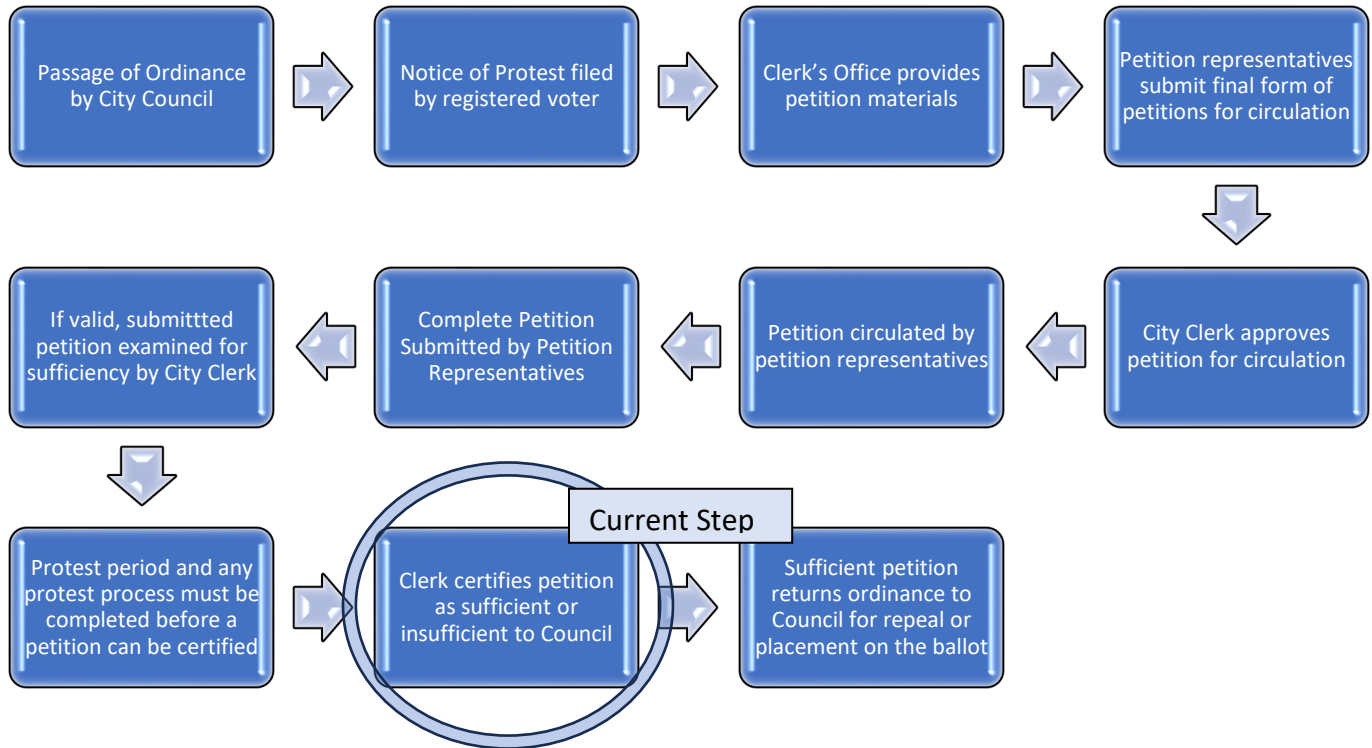 Passage of Ordinance
by City Council
Notice of Protest filed
by registered voter
Clerk’s Office provides
petition materials
Petition representatives
submit final form of
petitions for circulation
City Clerk approves
petition for circulation
Petition circulated by
petition representatives
Complete Petition
Submitted by Petition
Representatives
If valid, submittted
petition examined for
sufficiency by City Clerk
Protest period and any
protest process must be
completed before a
petition can be certified
Current Step
Clerk certifies petition
as sufficient or
insufficient to Council
Sufficient petition
returns ordinance to
Council for repeal or
placement on the ballot